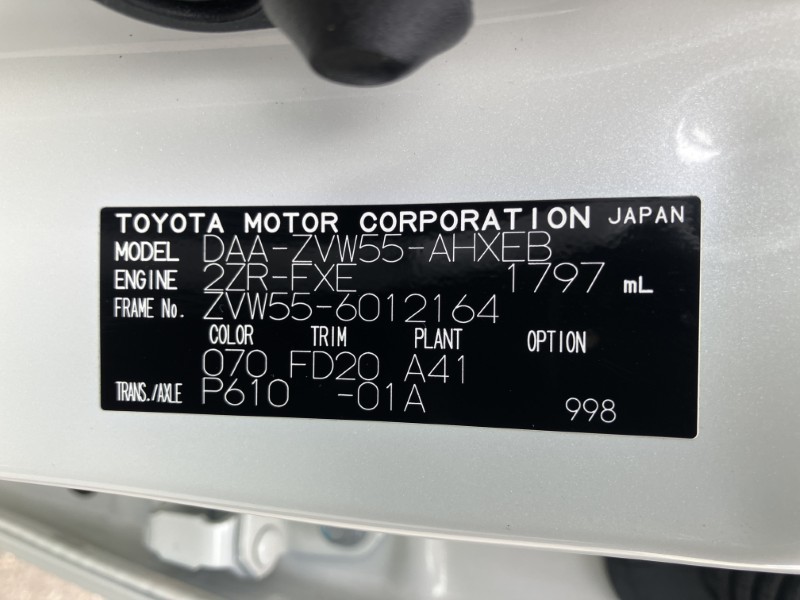 TOYOTA MOTOR CORPORATION JAPAN
MODEL DAA-ZVW55-AHXEB
ENGINE 2ZR-FXE 1797 mL
FRAME No. ZVW55-6012164
COLOR TRIM PLANT OPTION
070 FD20 A41
TRANS./AXLE P610 -01A
998